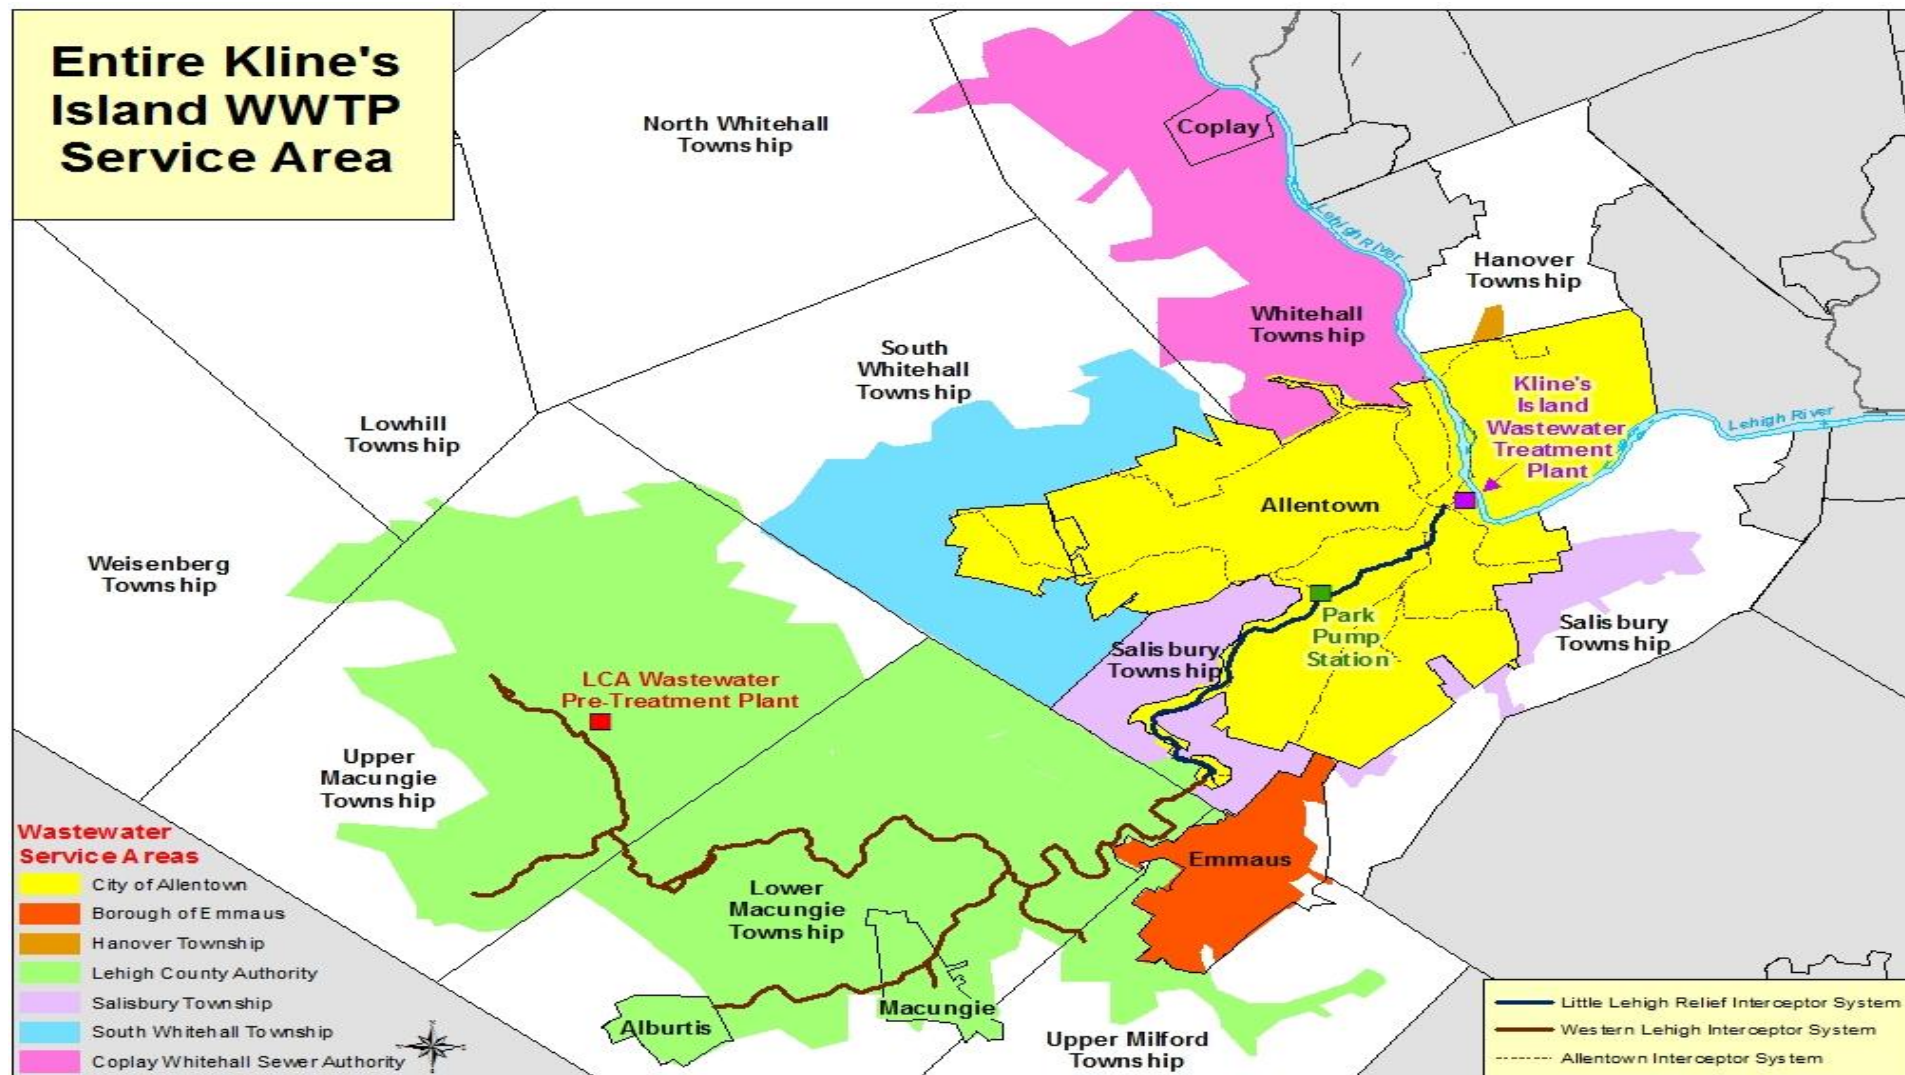 Entire Kline's
Island WWTP
Service Area
North Whitehall
Township
Coplay
Lehigh River
Hanover
Township
Whitehall
Township
South
Whitehall
Township
Kline's
Island
Wastewater
Treatment
Plant
Lehigh River
Lowhill
Township
Allentown
Weisenberg
Township
Park
Pump
Station
Salisbury
Township
Salisbury
Township
LCA Wastewater
Pre-Treatment Plant
Upper
Macungie
Township
Emmaus
Lower
Macungie
Township
Macungie
Alburtis
Upper Milford
Township
Wastewater
Service Areas
City of Allentown
Borough of Emmaus
Hanover Township
Lehigh County Authority
Salisbury Township
South Whitehall Township
Coplay Whitehall Sewer Authority
Little Lehigh Relief Interceptor System
Western Lehigh Interceptor System
Allentown Interceptor System